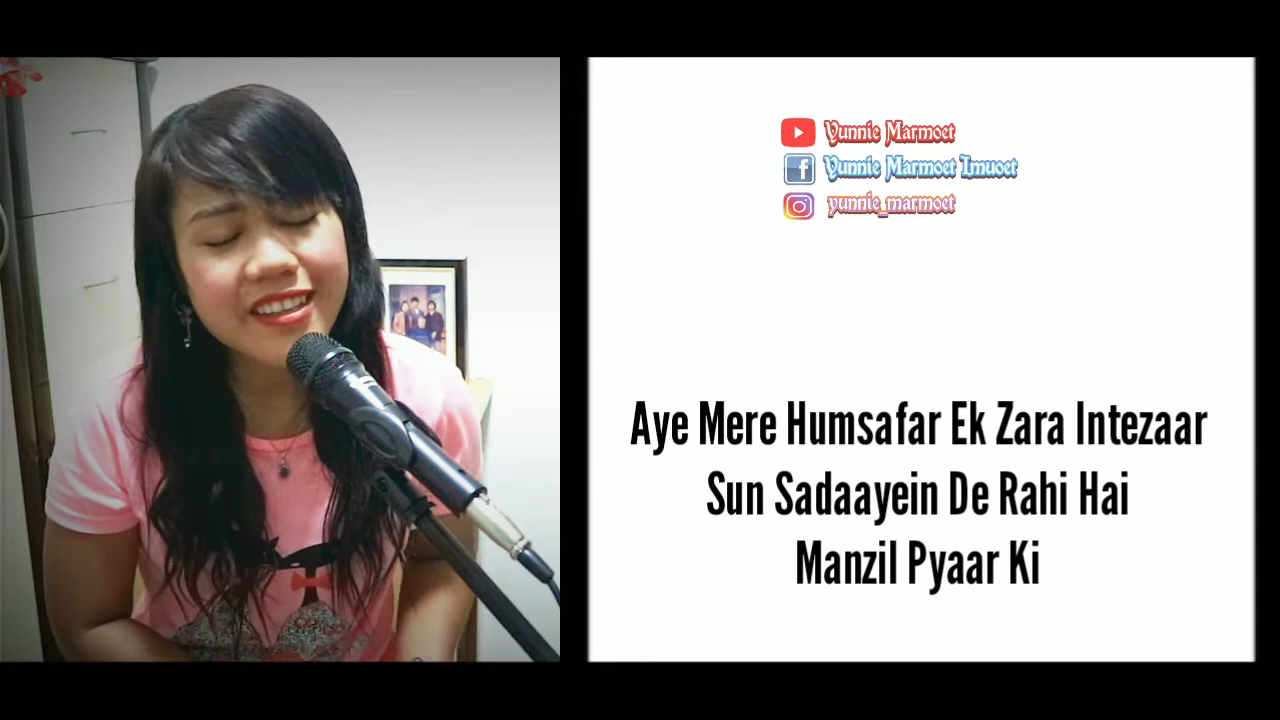 Yunnie Marmoet
Yunnie Marmoet Imuoet
yunnie_marmoet
Aye Mere Humsafar Ek Zara Intezaar
Sun Sadaayein De Rahi Hai
Manzil Pyaar Ki